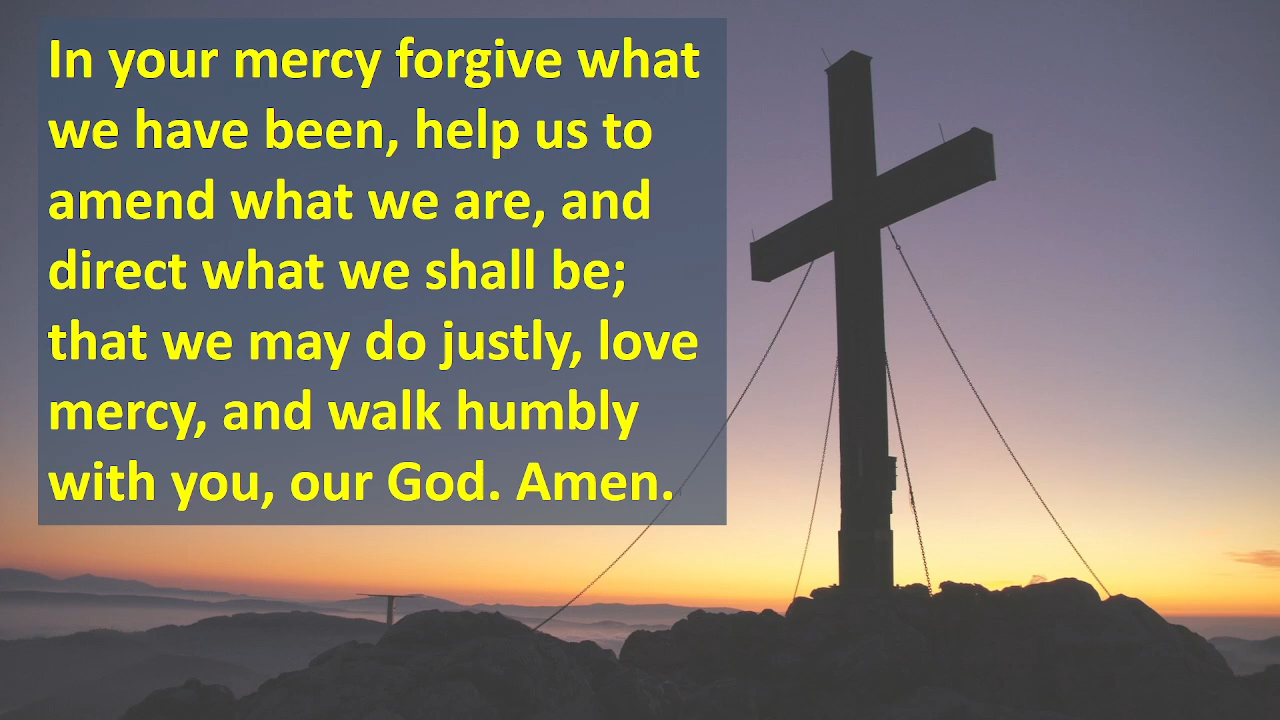 In your mercy forgive what
we have been, help us to
amend what we are, and
direct what we shall be;
that we may do justly, love
mercy, and walk humbly
with you, our God. Amen.